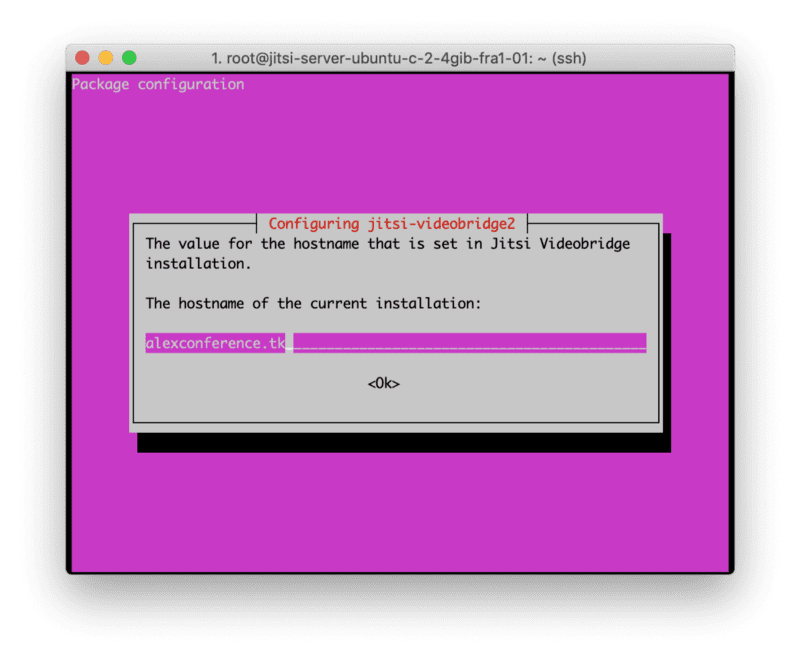 1. root@jitsi-server-ubuntu-c-2-4gib-fra1-01: ~ (ssh)
Package configuration
Configuring jitsi-videobridge2
The value for the hostname that is set in Jitsi Videobridge
installation.
The hostname of the current installation:
alexconference.tk
<Ok>